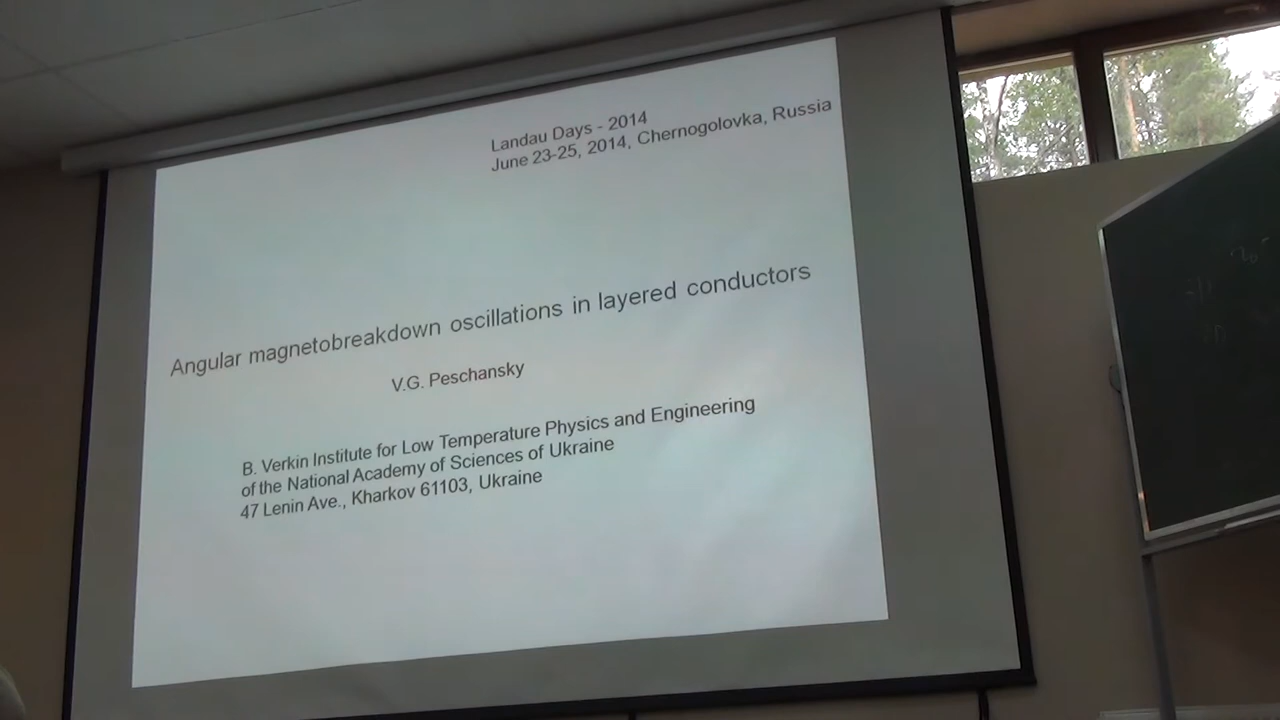 Landau Days - 2014
June 23-25, 2014, Chernogolovka, Russia
Angular magnetobreakdown oscillations in layered conductors
V.G. Peschansky
B. Verkin Institute for Low Temperature Physics and Engineering
of the National Academy of Sciences of Ukraine
47 Lenin Ave., Kharkov 61103, Ukraine